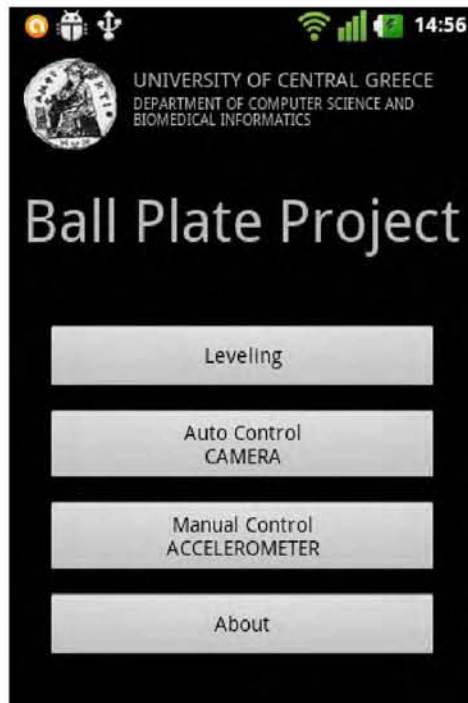 14:56
UNIVERSITY OF CENTRAL GREECE
DEPARTMENT OF COMPUTER SCIENCE AND
BIOMEDICAL INFORMATICS
Ball Plate Project
Leveling
Auto Control
CAMERA
Manual Control
ACCELEROMETER
About